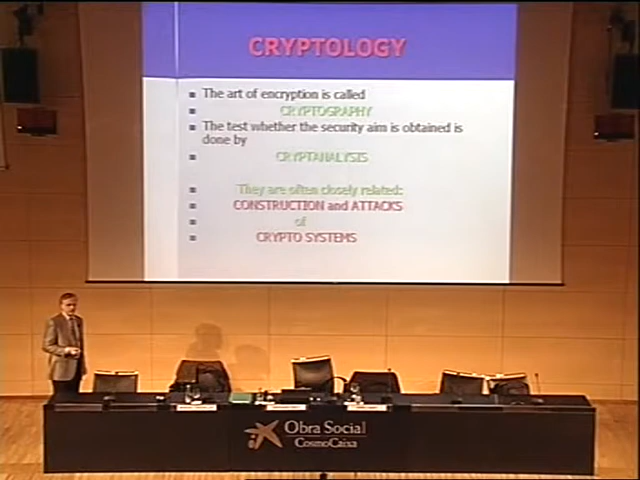 CRYPTOLOGY
The art of encryption is called
CRYPTOGRAPHY
The test whether the security aim is obtained is
done by
CRYPTANALYSIS
They are often closely related:
CONSTRUCTION and ATTACKS
of
CRYPTO SYSTEMS
Obra Social
CosmoCaixa